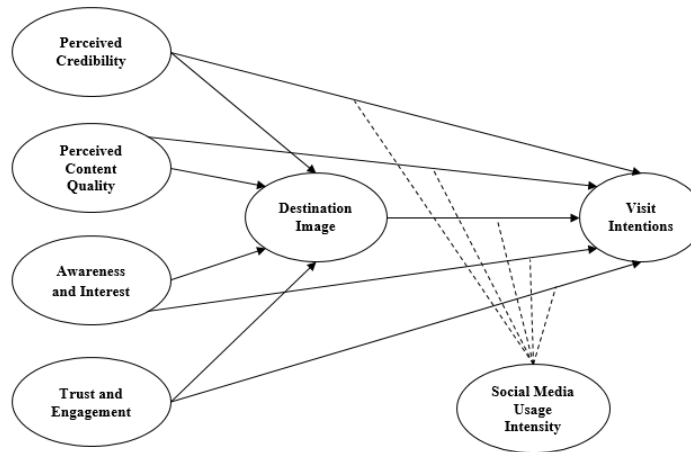 Perceived
Credibility
Perceived
Content
Quality
Destination
Image
Visit
Intentions
Awareness
and Interest
Trust and
Engagement
Social Media
Usage
Intensity